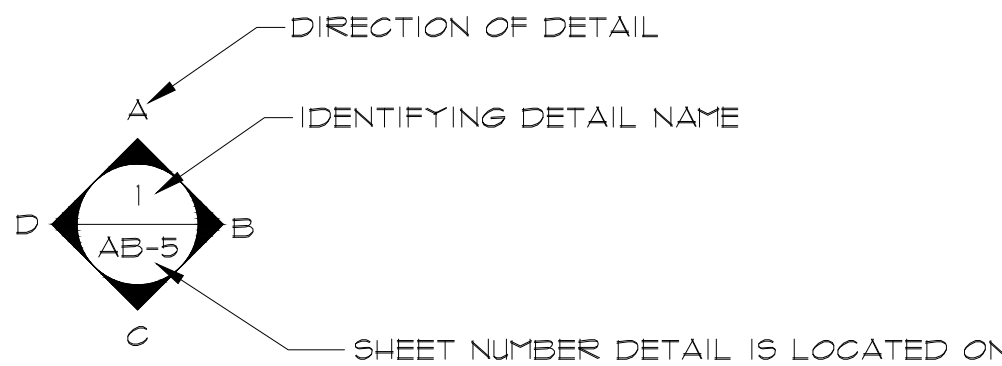 DIRECTION OF DETAIL
A
IDENTIFYING DETAIL NAME
1
D
B
AB-5
C
SHEET NUMBER DETAIL IS LOCATED ON